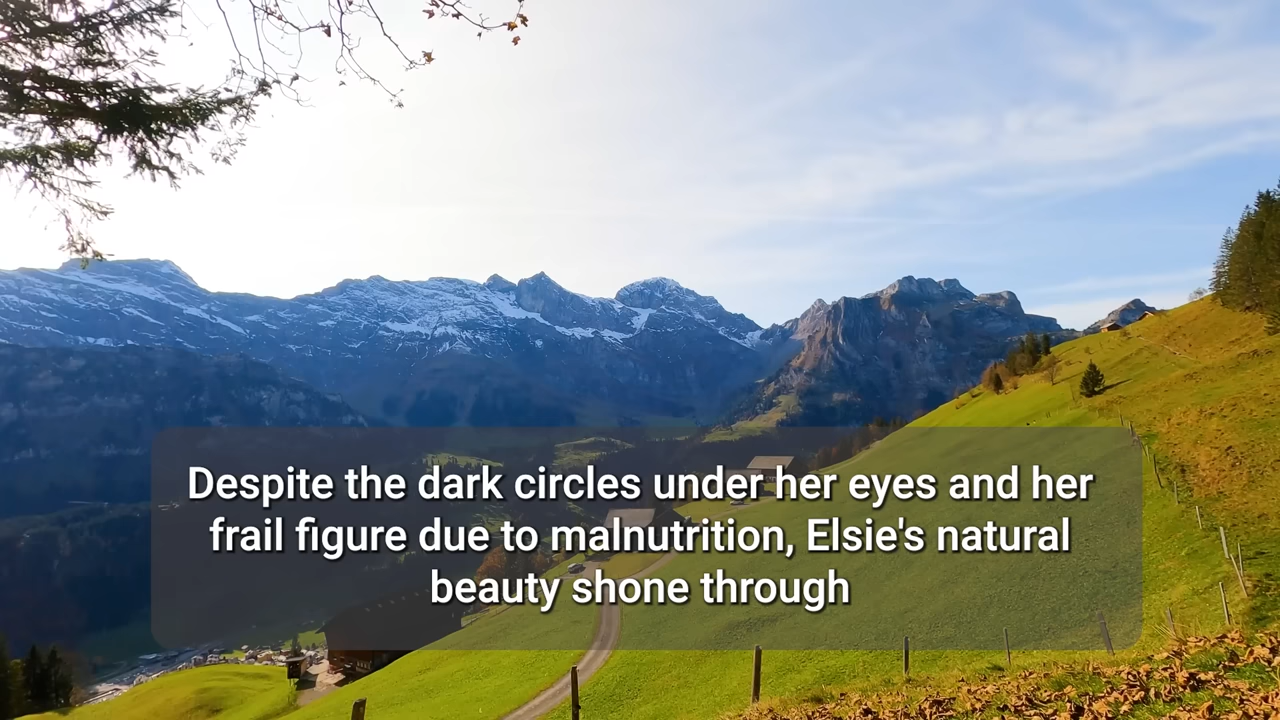 Despite the dark circles under her eyes and her
frail figure due to malnutrition, Elsie's natural
beauty shone through